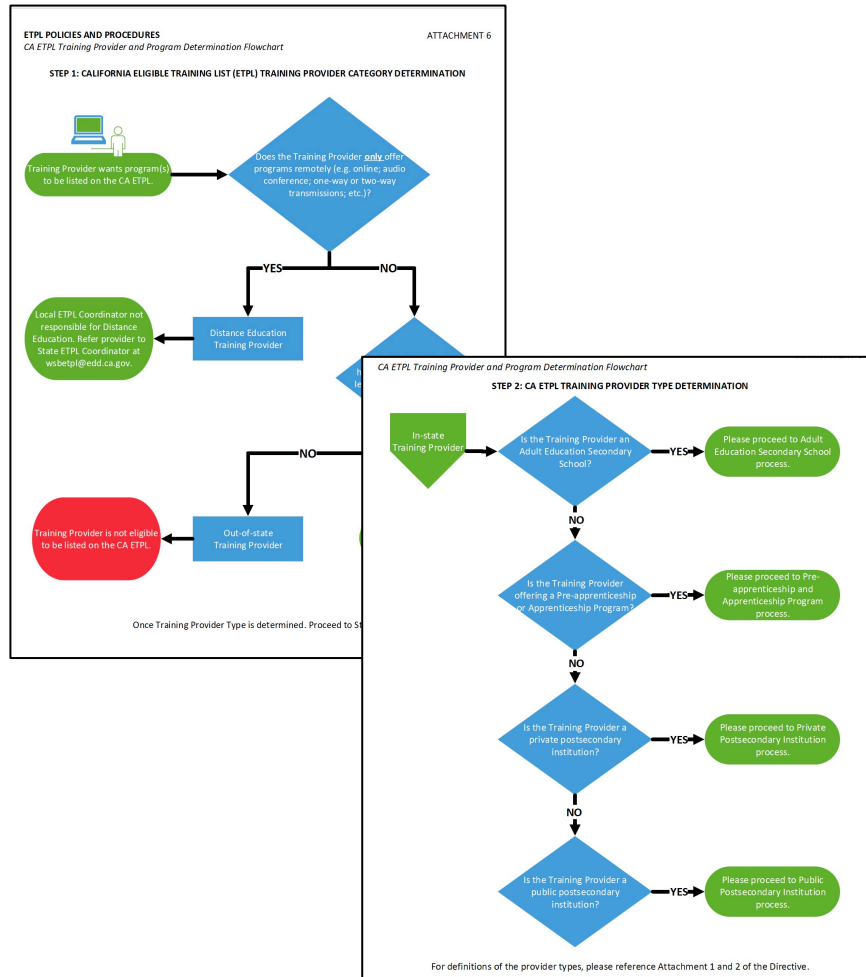 ETPL POLICIES AND PROCEDURES
ATTACHMENT 6
CA ETPL Training Provider and Program Determination Flowchart
STEP 1: CALIFORNIA ELIGIBLE TRAINING LIST (ETPL) TRAINING PROVIDER CATEGORY DETERMINATION
Training Provider wants program(s)
to be listed on the CA ETPL.
Does the Training Provider only offer
programs remotely (e.g. online; audio
conference; one-way or two-way
transmissions; etc.)?
YES
NO
Local ETPL Coordinator not
responsible for Distance
Education. Refer provider to
State ETPL Coordinator at
wsbetpl@edd.ca.gov.
Distance Education
Training Provider
NO
Training Provider is not eligible
to be listed on the CA ETPL.
Out-of-state
Training Provider
Once Training Provider Type is determined. Proceed to
CA ETPL Training Provider and Program Determination Flowchart
STEP 2: CA ETPL TRAINING PROVIDER TYPE DETERMINATION
In-state
Training Provider
Is the Training Provider an
Adult Education Secondary
School?
YES
Please proceed to Adult
Education Secondary School
process.
NO
Is the Training Provider
offering a Pre-apprenticeship
or Apprenticeship Program?
YES
Please proceed to Pre-
apprenticeship and
Apprenticeship Program
process.
NO
Is the Training Provider a
private postsecondary
institution?
YES
Please proceed to Private
Postsecondary Institution
process.
NO
Is the Training Provider a
public postsecondary
institution?
YES
Please proceed to Public
Postsecondary Institution
process.
For definitions of the provider types, please reference Attachment 1 and 2 of the Directive.